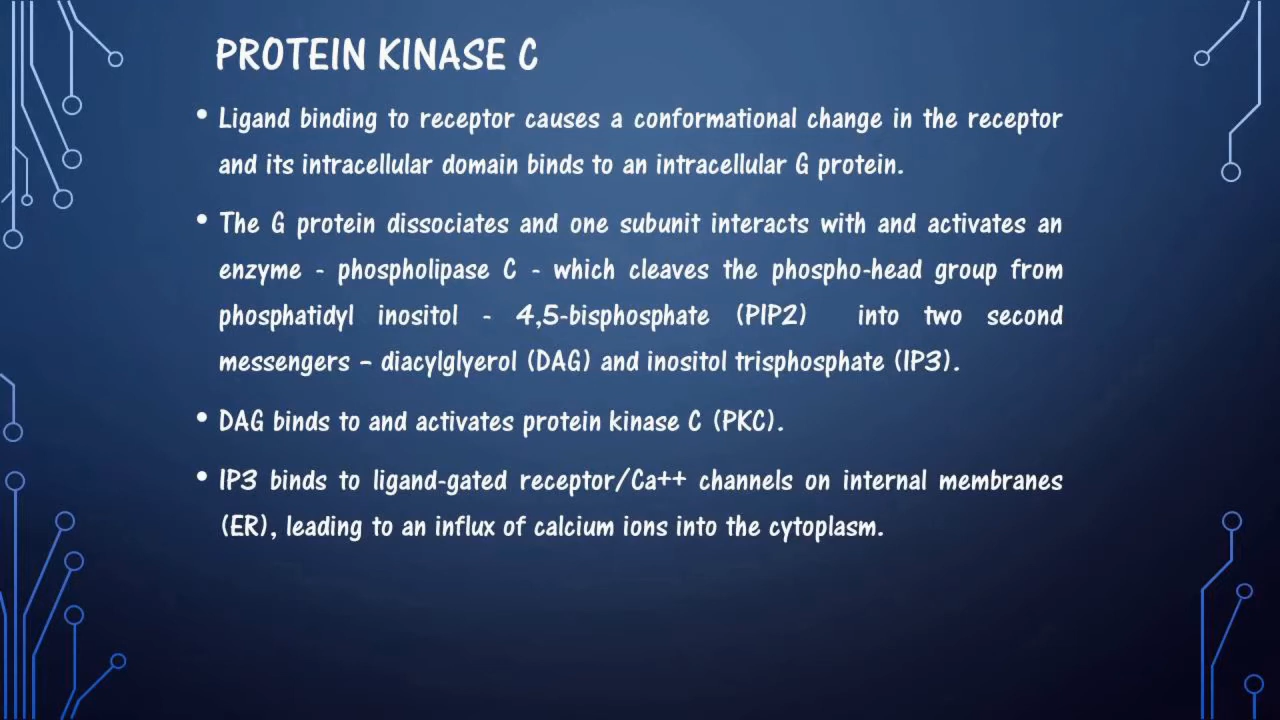 PROTEIN KINASE C
• Ligand binding to receptor causes a conformational change in the receptor
and its intracellular domain binds to an intracellular G protein.
• The G protein dissociates and one subunit interacts with and activates an
enzyme - phospholipase C - which cleaves the phospho-head group from
phosphatidyl inositol - 4,5-bisphosphate (PIP2) into two second
messengers – diacylglyerol (DAG) and inositol trisphosphate (IP3).
• DAG binds to and activates protein kinase C (PKC).
• IP3 binds to ligand-gated receptor/Ca++ channels on internal membranes
(ER), leading to an influx of calcium ions into the cytoplasm.